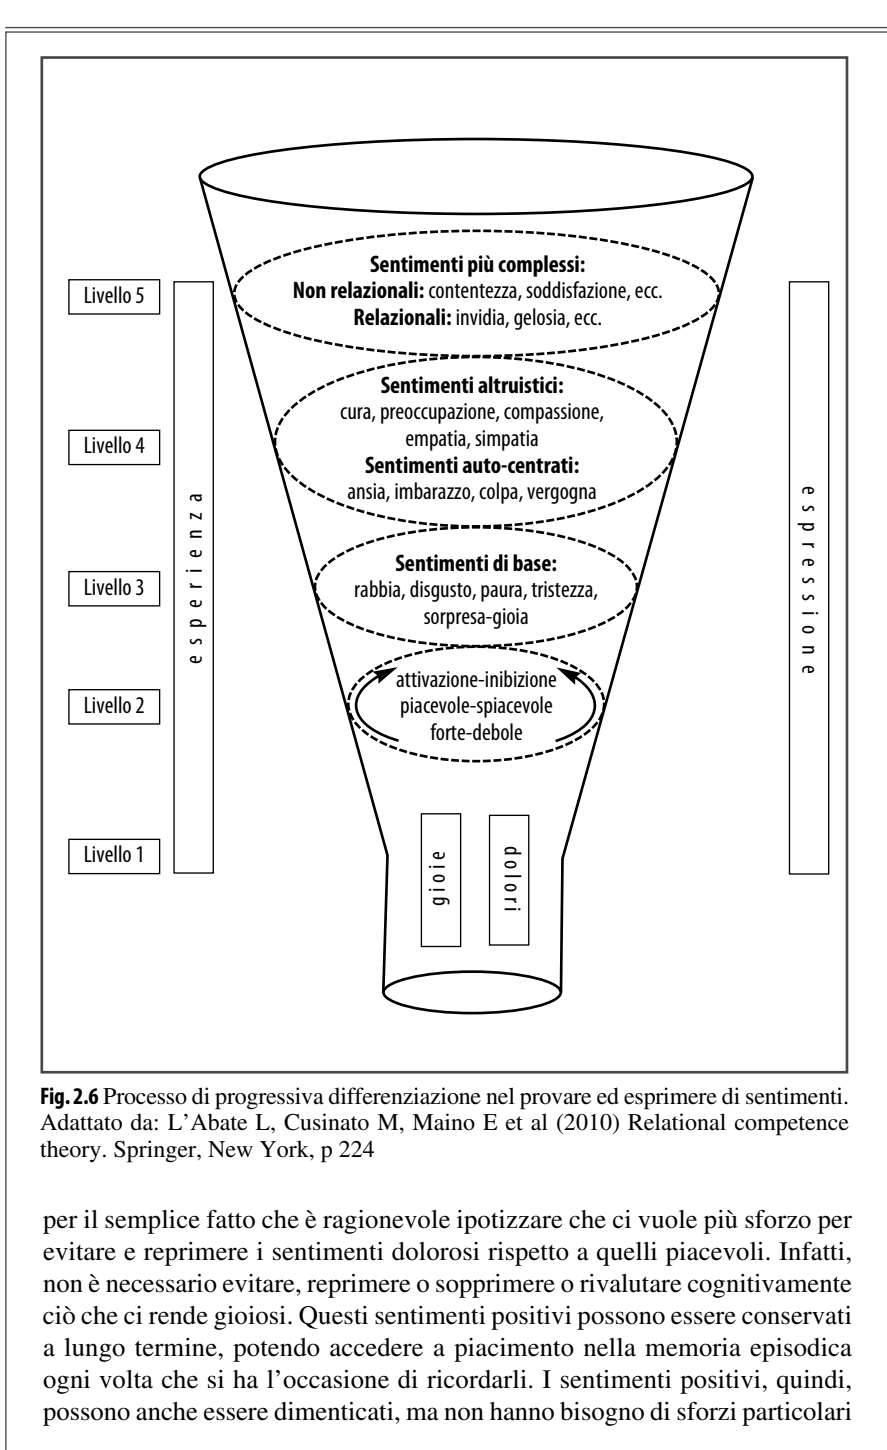 Sentimenti più complessi:
Livello 5
Non relazionali: contentezza, soddisfazione, ecc.
Relazionali: invidia, gelosia, ecc.
Sentimenti altruistici:
cura, preoccupazione, compassione,
Livello 4
empatia, simpatia
Sentimenti auto-centrati:
ansia, imbarazzo, colpa, vergogna
esperienza
espressione
Sentimenti di base:
Livello 3
rabbia, disgusto, paura, tristezza,
sorpresa-gioia
attivazione-inibizione
Livello 2
piacevole-spiacevole
forte-debole
Livello 1
gioie
dolori
Fig. 2.6 Processo di progressiva differenziazione nel provare ed esprimere di sentimenti.
Adattato da: L'Abate L, Cusinato M, Maino E et al (2010) Relational competence
theory. Springer, New York, p 224
per il semplice fatto che è ragionevole ipotizzare che ci vuole più sforzo per
evitare e reprimere i sentimenti dolorosi rispetto a quelli piacevoli. Infatti,
non è necessario evitare, reprimere o sopprimere o rivalutare cognitivamente
ciò che ci rende gioiosi. Questi sentimenti positivi possono essere conservati
a lungo termine, potendo accedere a piacimento nella memoria episodica
ogni volta che si ha l'occasione di ricordarli. I sentimenti positivi, quindi,
possono anche essere dimenticati, ma non hanno bisogno di sforzi particolari